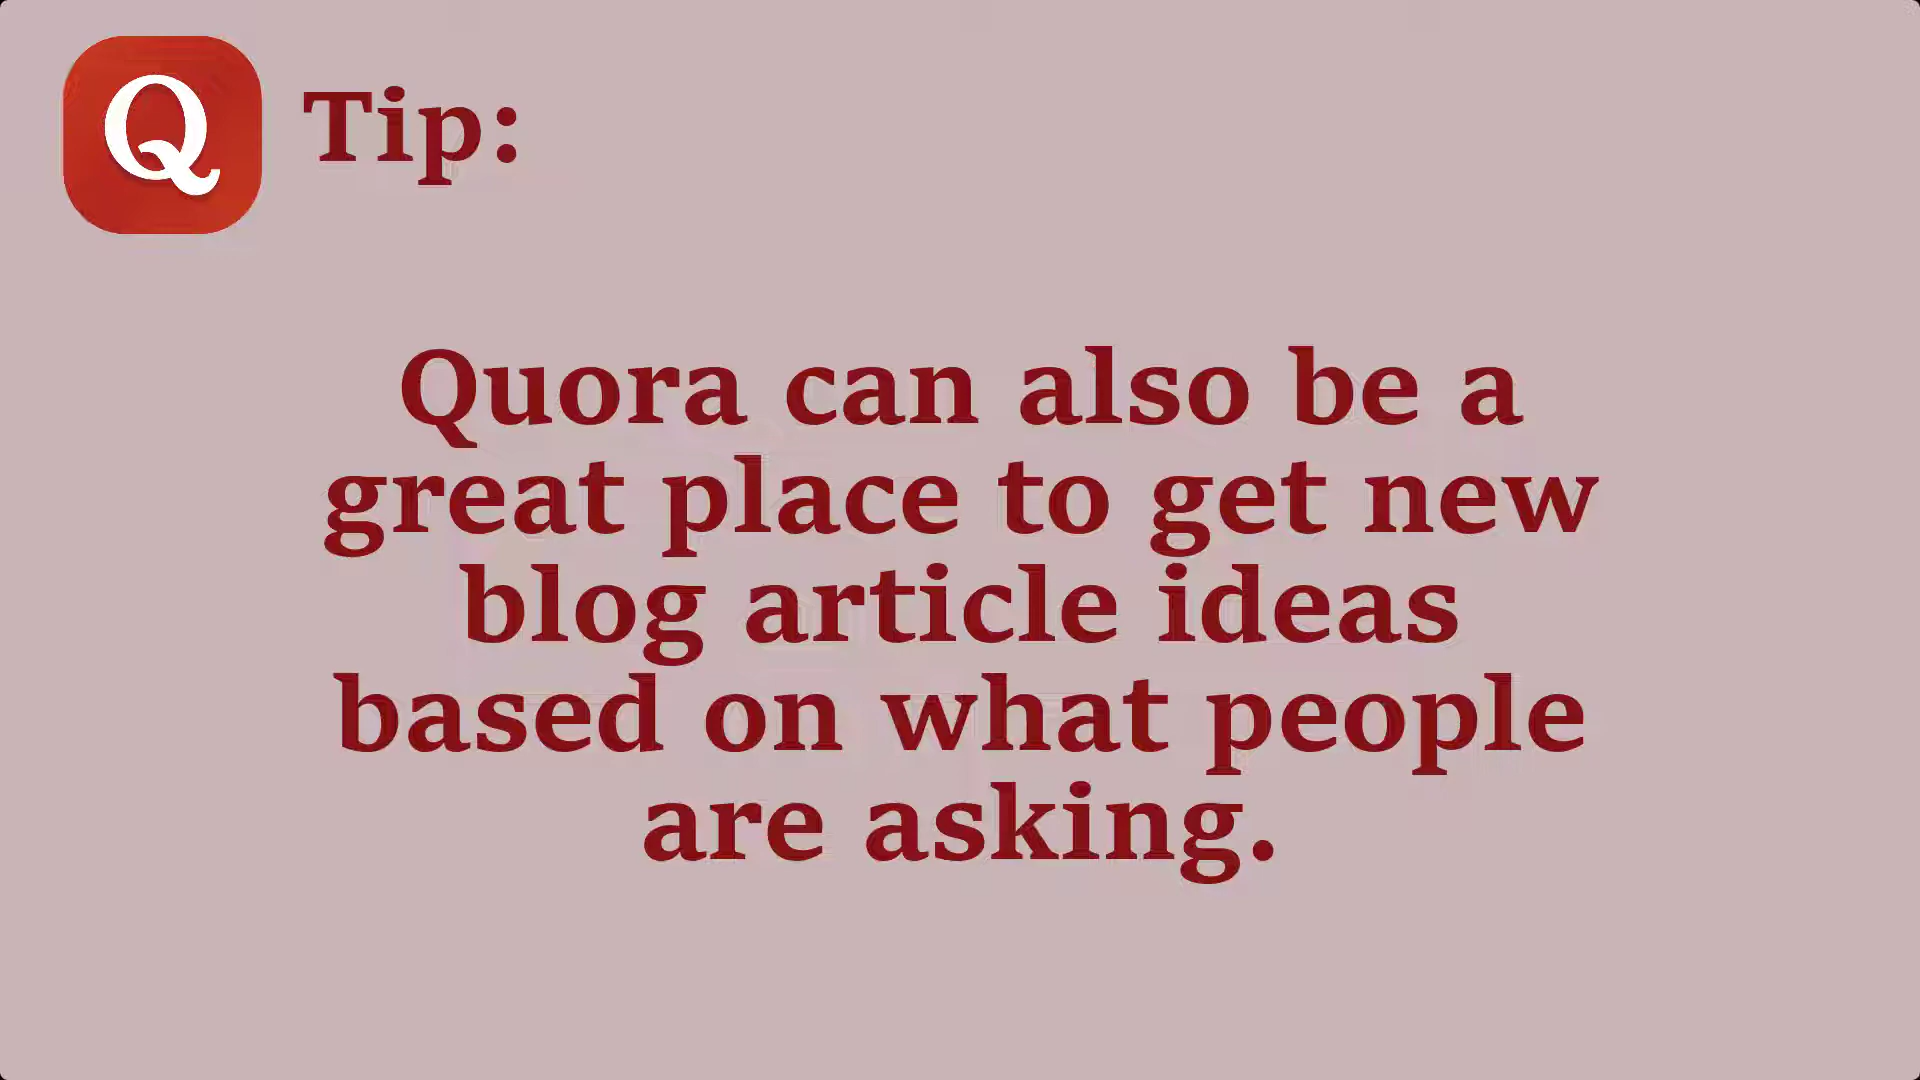 Q Tip:
Quora can also be a
great place to get new
blog article ideas
based on what people
are asking.